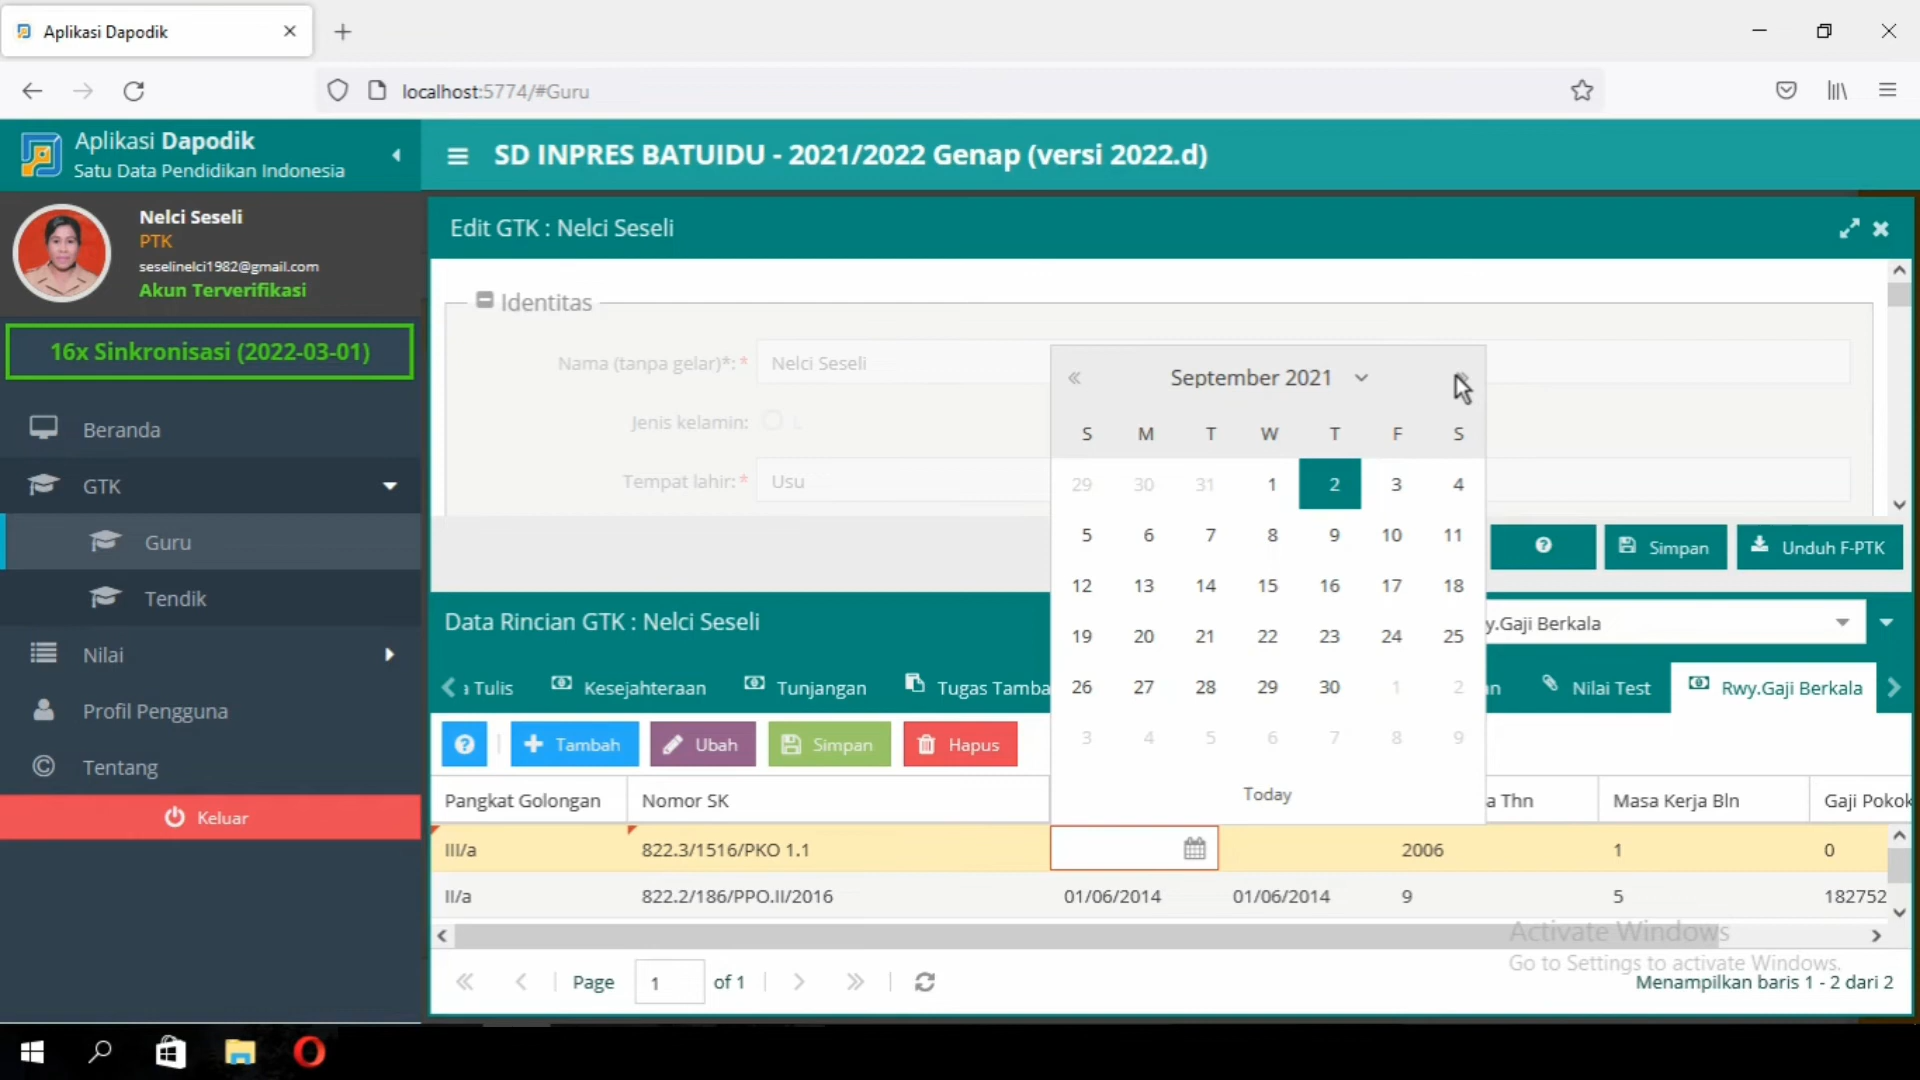 Aplikasi Dapodik
localhost:5774/#Guru
Aplikasi Dapodik
Satu Data Pendidikan Indonesia
SD INPRES BATUIDU - 2021/2022 Genap (versi 2022.d)
Nelci Seseli
PTK
seselinelci1982@gmail.com
Akun Terverifikasi
16x Sinkronisasi (2022-03-01)
Beranda
GTK
Guru
Tendik
Nilai
Profil Pengguna
Tentang
Keluar
Edit GTK : Nelci Seseli
Identitas
Nama (tanpa gelar)*: * Nelci Seseli
Jenis kelamin: L
Tempat lahir: * Usu
September 2021
S M T W T F S
29 30 31 1 2 3 4
5 6 7 8 9 10 11
12 13 14 15 16 17 18
19 20 21 22 23 24 25
26 27 28 29 30 1 2
3 4 5 6 7 8 9
Today
Simpan Unduh F-PTK
Data Rincian GTK : Nelci Seseli
y.Gaji Berkala
a Tulis Kesejahteraan Tunjangan Tugas Tamba n Nilai Test Rwy.Gaji Berkala
Tambah Ubah Simpan Hapus
Pangkat Golongan Nomor SK a Thn Masa Kerja Bln Gaji Pokok
III/a 822.3/1516/PKO 1.1 2006 1 0
II/a 822.2/186/PPO.II/2016 01/06/2014 01/06/2014 9 5 182752
Activate Windows
Go to Settings to activate Windows.
Page 1 of 1
Menampilkan baris 1 - 2 dari 2